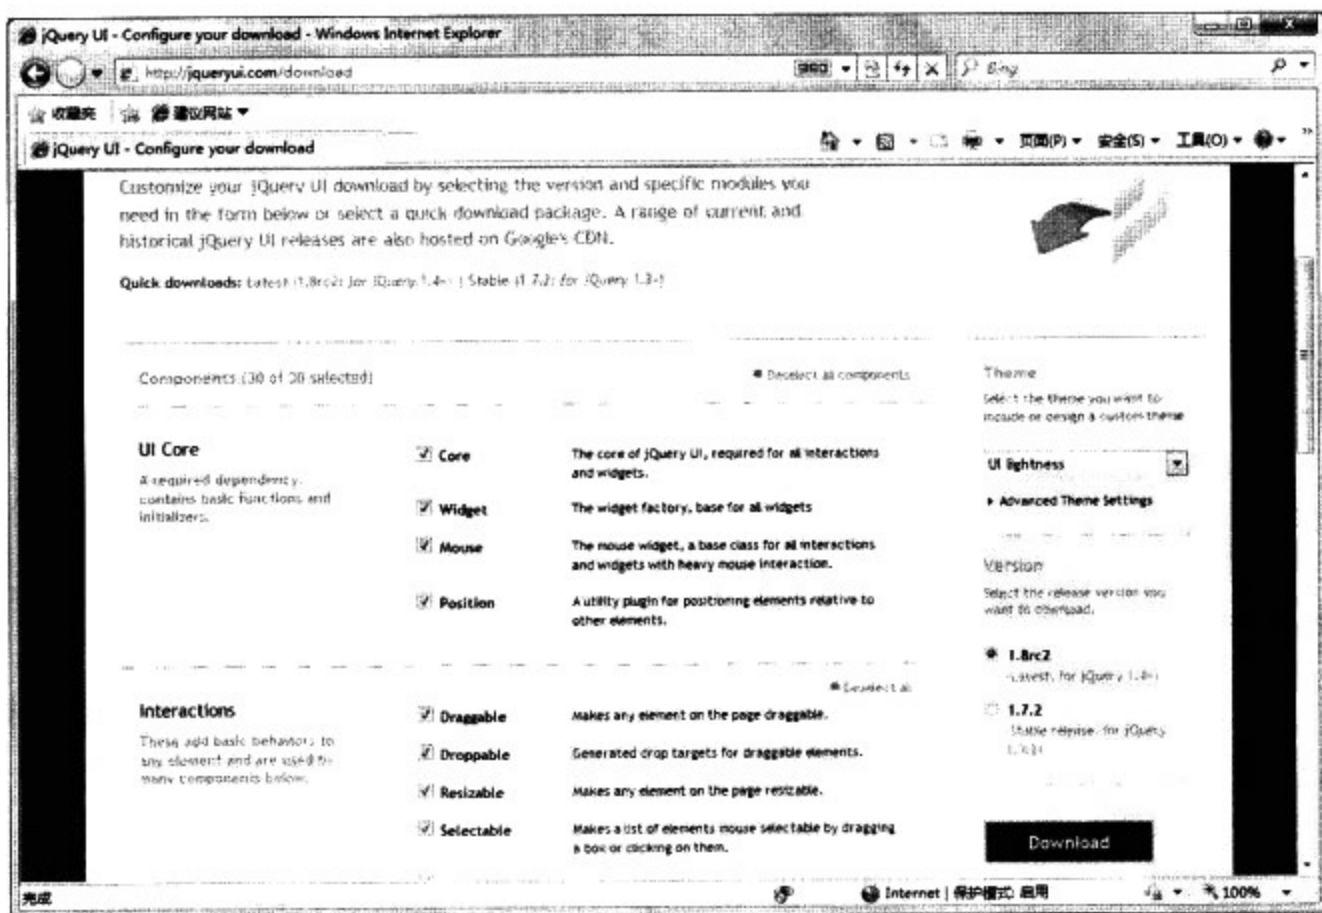 jQuery UI - Configure your download - Windows Internet Explorer
http://jqueryui.com/download
Bing
收藏夹 建议网站
jQuery UI - Configure your download
页面(P) 安全(S) 工具(O)
Customize your jQuery UI download by selecting the version and specific modules you
need in the form below or select a quick download package. A range of current and
historical jQuery UI releases are also hosted on Google's CDN.
Quick downloads: Latest (1.8rc2: for jQuery 1.4+) | Stable (1.7.2: for jQuery 1.3+)
Components (30 of 30 selected)
Deselect all components
UI Core
A required dependency,
contains basic functions and
initializers.
Core The core of jQuery UI, required for all interactions
and widgets.
Widget The widget factory, base for all widgets
Mouse The mouse widget, a base class for all interactions
and widgets with heavy mouse interaction.
Position A utility plugin for positioning elements relative to
other elements.
Deselect all
Interactions
These add basic behaviors to
any element and are used by
many components below.
Draggable Makes any element on the page draggable.
Droppable Generated drop targets for draggable elements.
Resizable Makes any element on the page resizable.
Selectable Makes a list of elements mouse selectable by dragging
a box or clicking on them.
Theme
Select the theme you want to
include or design a custom theme
UI lightness
Advanced Theme Settings
Version
Select the release version you
want to download.
1.8rc2
(Latest, for jQuery 1.4+)
1.7.2
(Stable release, for jQuery
1.3+)
Download
完成
Internet | 保护模式: 启用
100%